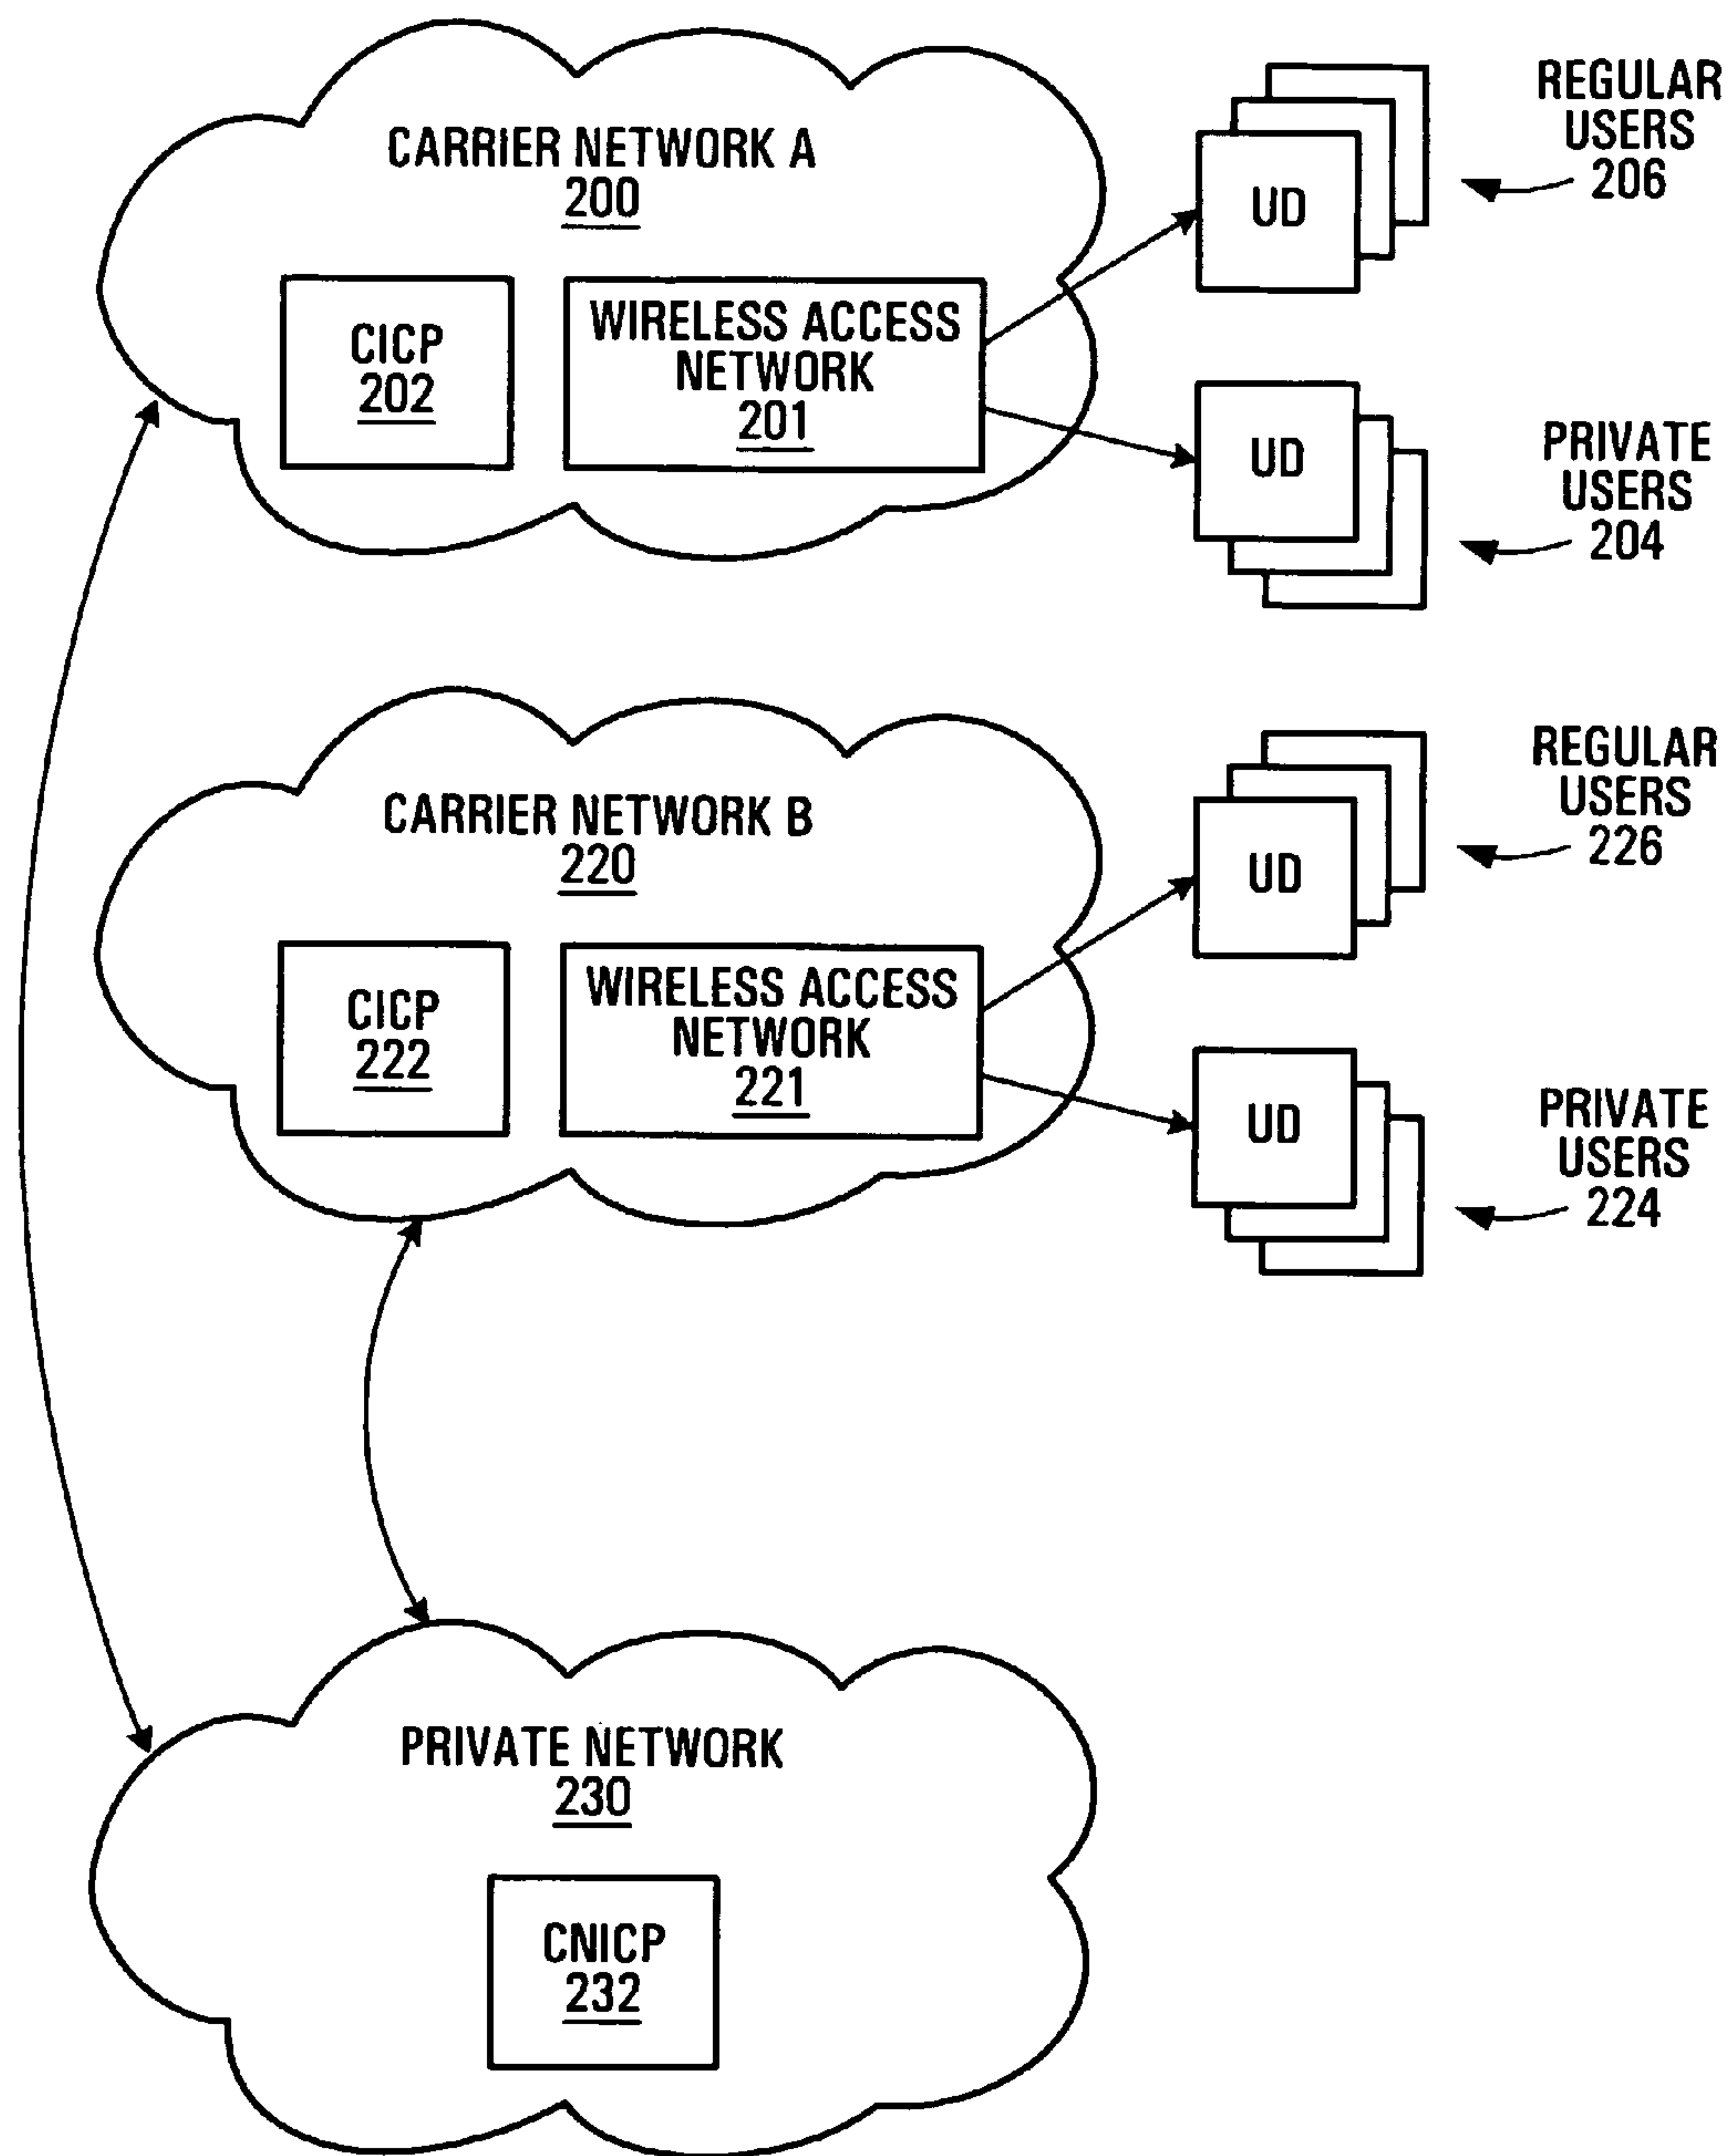 CARRIER NETWORK A
200
CICP
202
WIRELESS ACCESS
NETWORK
201
UD
REGULAR
USERS
206
UD
PRIVATE
USERS
204
CARRIER NETWORK B
220
CICP
222
WIRELESS ACCESS
NETWORK
221
UD
REGULAR
USERS
226
UD
PRIVATE
USERS
224
PRIVATE NETWORK
230
CNICP
232